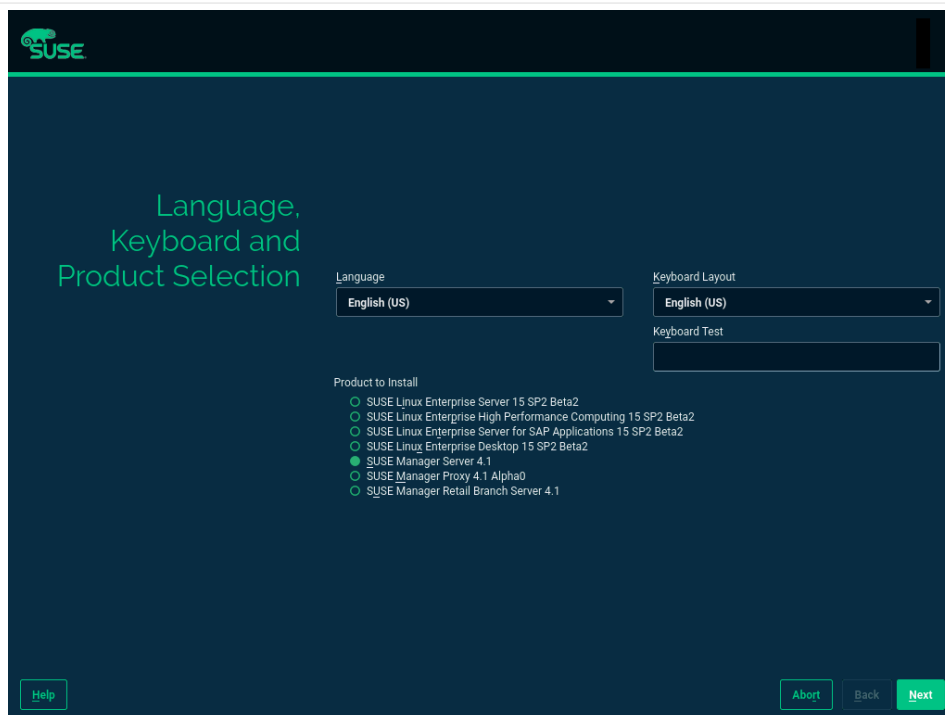 SUSE
Language,
Keyboard and
Product Selection
Language
Keyboard Layout
English (US)
English (US)
Keyboard Test
Product to Install
SUSE Linux Enterprise Server 15 SP2 Beta2
SUSE Linux Enterprise High Performance Computing 15 SP2 Beta2
SUSE Linux Enterprise Server for SAP Applications 15 SP2 Beta2
SUSE Linux Enterprise Desktop 15 SP2 Beta2
SUSE Manager Server 4.1
SUSE Manager Proxy 4.1 Alpha0
SUSE Manager Retail Branch Server 4.1
Help
Abort
Back
Next